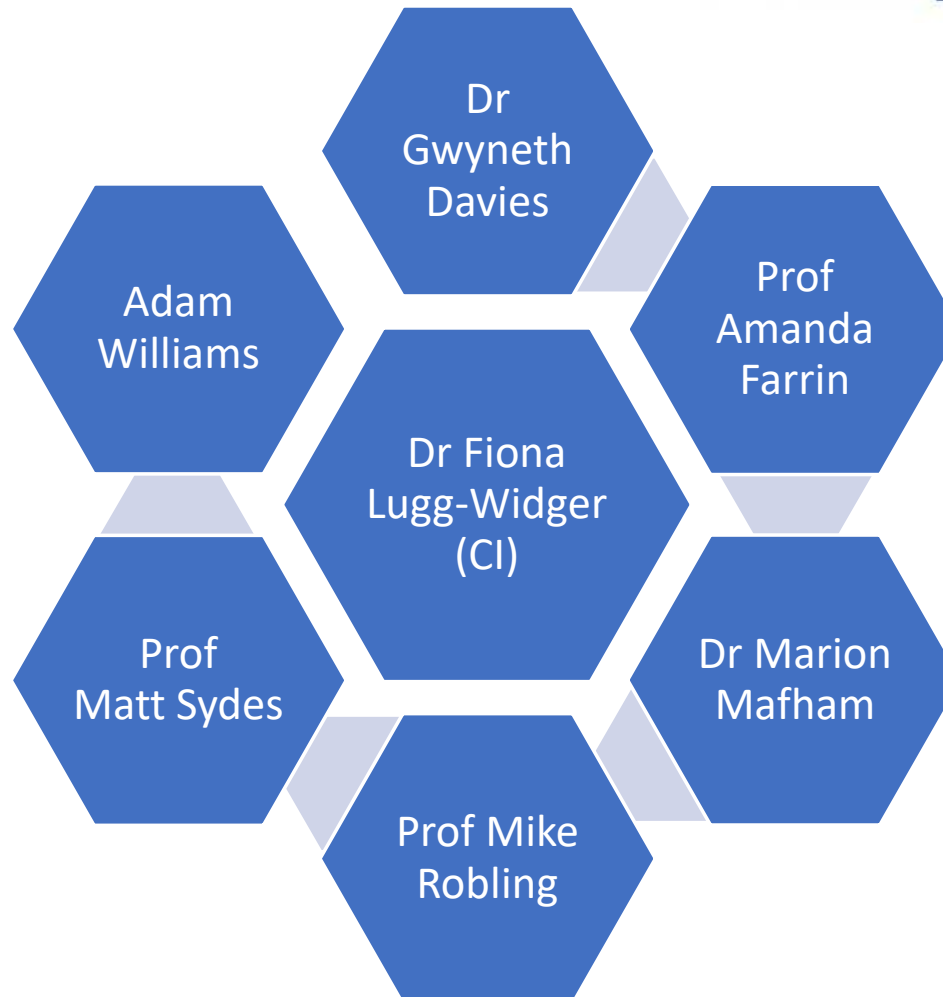 Dr
Gwyneth
Davies
Adam
Williams
Prof
Amanda
Farrin
Dr Fiona
Lugg-Widger
(CI)
Prof
Matt Sydes
Dr Marion
Mafham
Prof Mike
Robling